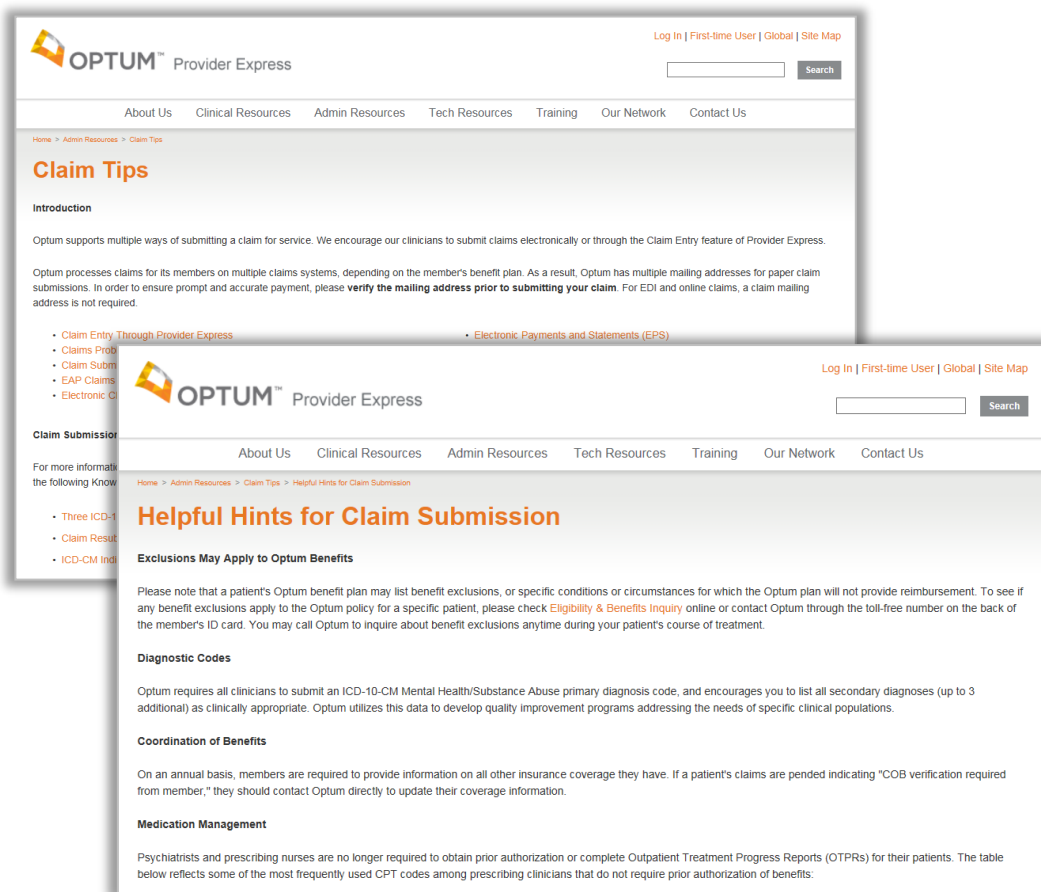 OPTUM™ Provider Express
Log In | First-time User | Global | Site Map
Search
About Us Clinical Resources Admin Resources Tech Resources Training Our Network Contact Us
Home > Admin Resources > Claim Tips
Claim Tips
Introduction
Optum supports multiple ways of submitting a claim for service. We encourage our clinicians to submit claims electronically or through the Claim Entry feature of Provider Express.
Optum processes claims for its members on multiple claims systems, depending on the member's benefit plan. As a result, Optum has multiple mailing addresses for paper claim
submissions. In order to ensure prompt and accurate payment, please verify the mailing address prior to submitting your claim. For EDI and online claims, a claim mailing
address is not required.
• Claim Entry Through Provider Express
• Electronic Payments and Statements (EPS)
• Claims
• Claim
• EAP Claims
• Electronic
Claim Submission
For more
the following
• Three
• Claim
• ICD-CM
OPTUM™ Provider Express
Log In | First-time User | Global | Site Map
Search
About Us Clinical Resources Admin Resources Tech Resources Training Our Network Contact Us
Home > Admin Resources > Claim Tips > Helpful Hints for Claim Submission
Helpful Hints for Claim Submission
Exclusions May Apply to Optum Benefits
Please note that a patient's Optum benefit plan may list benefit exclusions, or specific conditions or circumstances for which the Optum plan will not provide reimbursement. To see if
any benefit exclusions apply to the Optum policy for a specific patient, please check Eligibility & Benefits Inquiry online or contact Optum through the toll-free number on the back of
the member's ID card. You may call Optum to inquire about benefit exclusions anytime during your patient's course of treatment.
Diagnostic Codes
Optum requires all clinicians to submit an ICD-10-CM Mental Health/Substance Abuse primary diagnosis code, and encourages you to list all secondary diagnoses (up to 3
additional) as clinically appropriate. Optum utilizes this data to develop quality improvement programs addressing the needs of specific clinical populations.
Coordination of Benefits
On an annual basis, members are required to provide information on all other insurance coverage they have. If a patient's claims are pended indicating "COB verification required
from member," they should contact Optum directly to update their coverage information.
Medication Management
Psychiatrists and prescribing nurses are no longer required to obtain prior authorization or complete Outpatient Treatment Progress Reports (OTPRs) for their patients. The table
below reflects some of the most frequently used CPT codes among prescribing clinicians that do not require prior authorization of benefits: